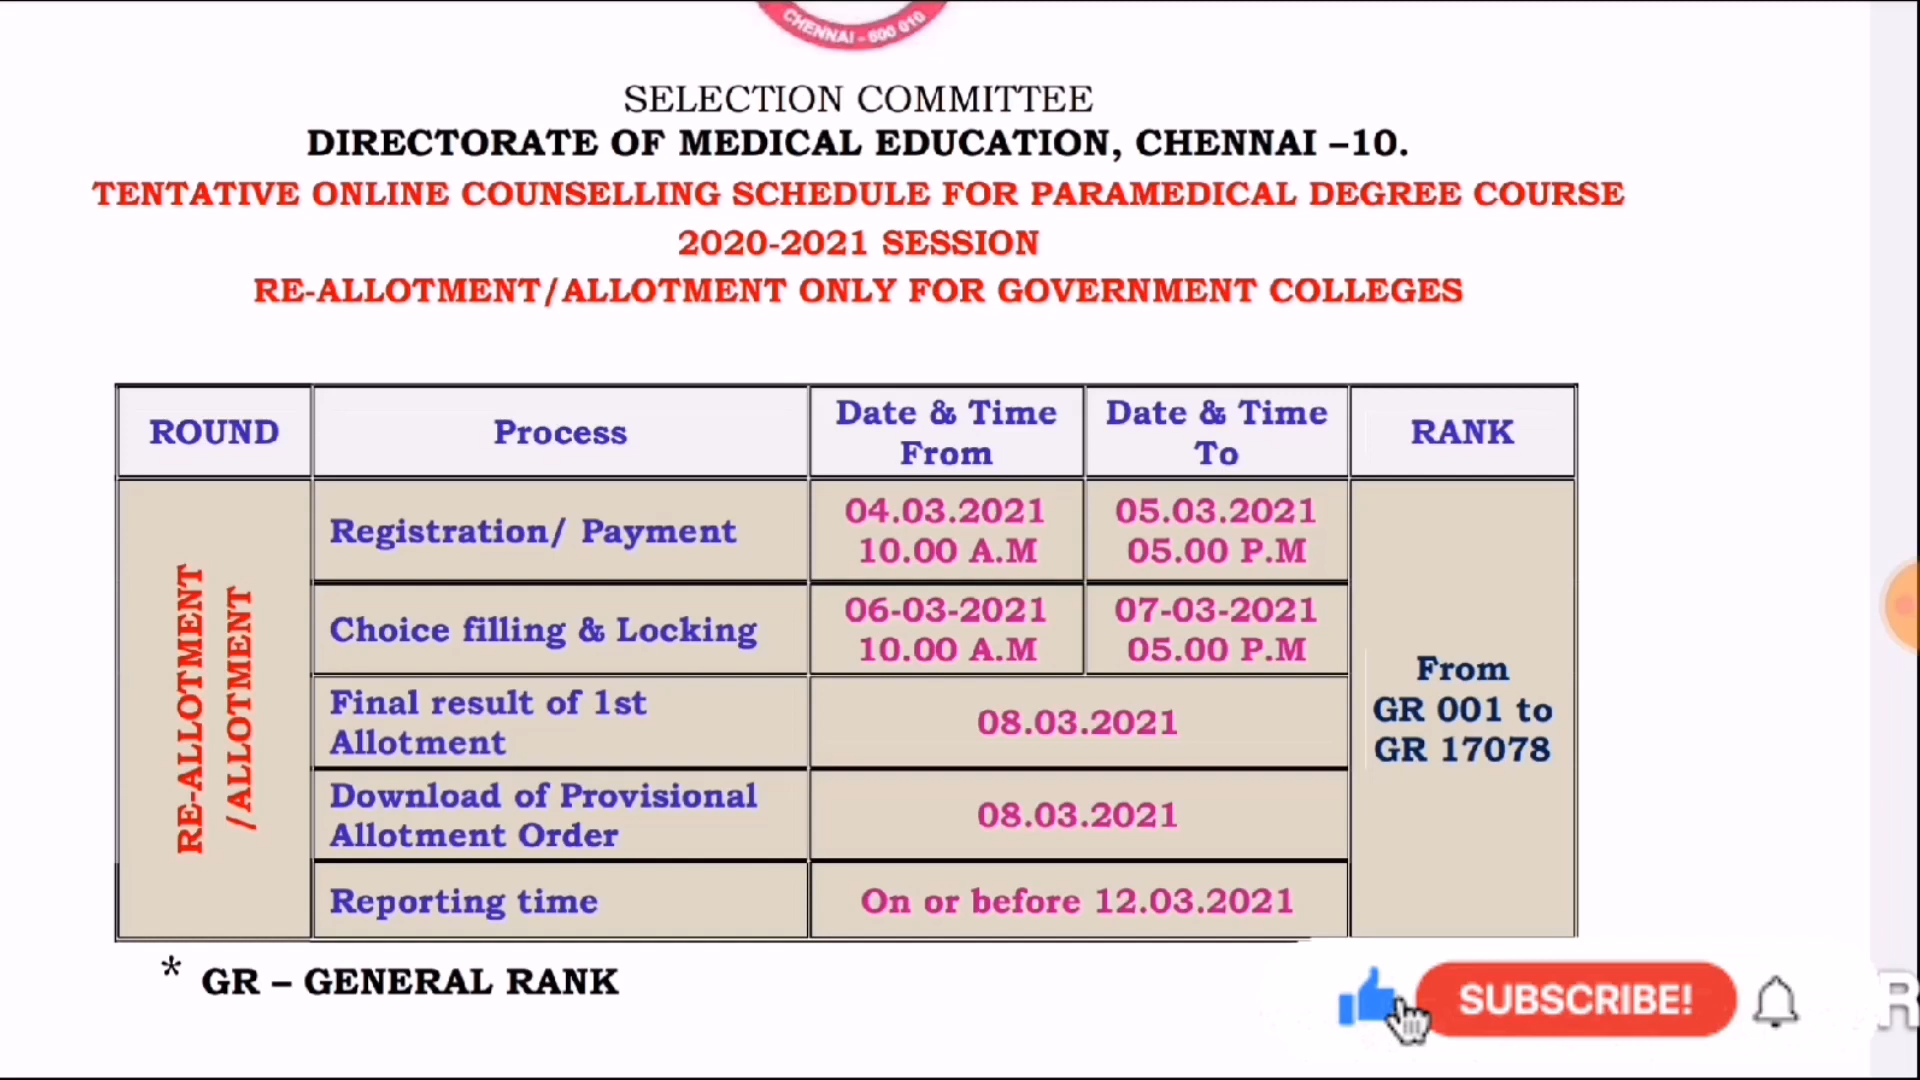 CHENNAI - 600 010
SELECTION COMMITTEE
DIRECTORATE OF MEDICAL EDUCATION, CHENNAI –10.
TENTATIVE ONLINE COUNSELLING SCHEDULE FOR PARAMEDICAL DEGREE COURSE
2020-2021 SESSION
RE-ALLOTMENT/ALLOTMENT ONLY FOR GOVERNMENT COLLEGES
ROUND
Process
Date & Time
From
Date & Time
To
RANK
RE-ALLOTMENT
/ALLOTMENT
Registration/ Payment
04.03.2021
10.00 A.M
05.03.2021
05.00 P.M
Choice filling & Locking
06-03-2021
10.00 A.M
07-03-2021
05.00 P.M
Final result of 1st
Allotment
08.03.2021
Download of Provisional
Allotment Order
08.03.2021
Reporting time
On or before 12.03.2021
From
GR 001 to
GR 17078
* GR – GENERAL RANK
SUBSCRIBE!